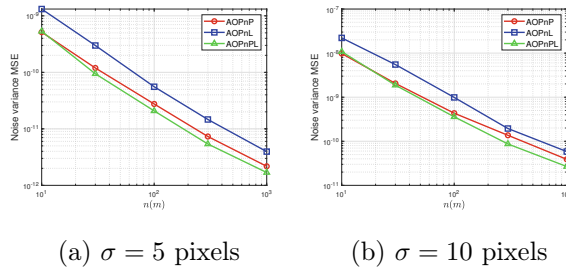 10^-9
10^-10
10^-11
10^-12
Noise variance MSE
AOPnP
AOPnL
AOPnPL
10^1
10^2
10^3
n(m)
(a) σ = 5 pixels
10^-7
10^-8
10^-9
10^-10
10^-11
Noise variance MSE
AOPnP
AOPnL
AOPnPL
10^1
10^2
n(m)
(b) σ = 10 pixels